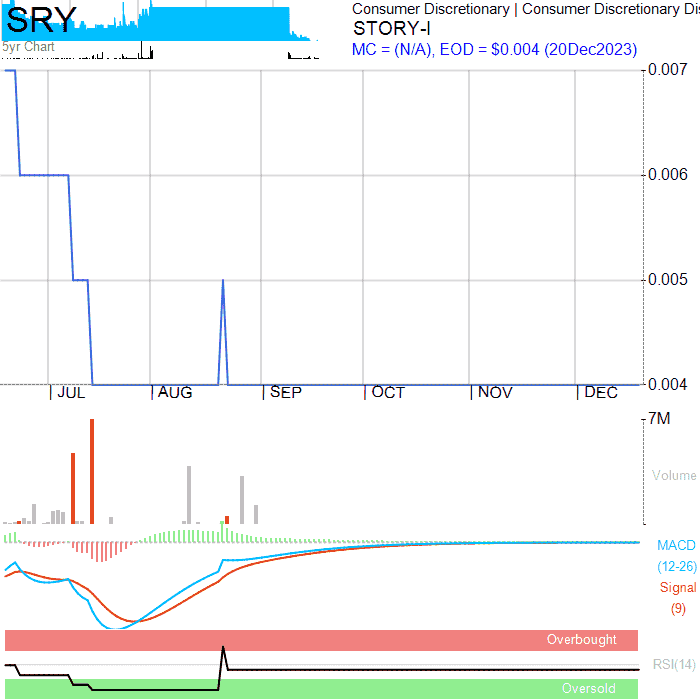 SRY
5yr Chart
Consumer Discretionary | Consumer Discretionary Dis
STORY-I
MC = (N/A), EOD = $0.004 (20Dec2023)
0.007
0.006
0.005
0.004
JUL AUG SEP OCT NOV DEC
7M
Volume
MACD
(12-26)
Signal
(9)
Overbought
RSI(14)
Oversold